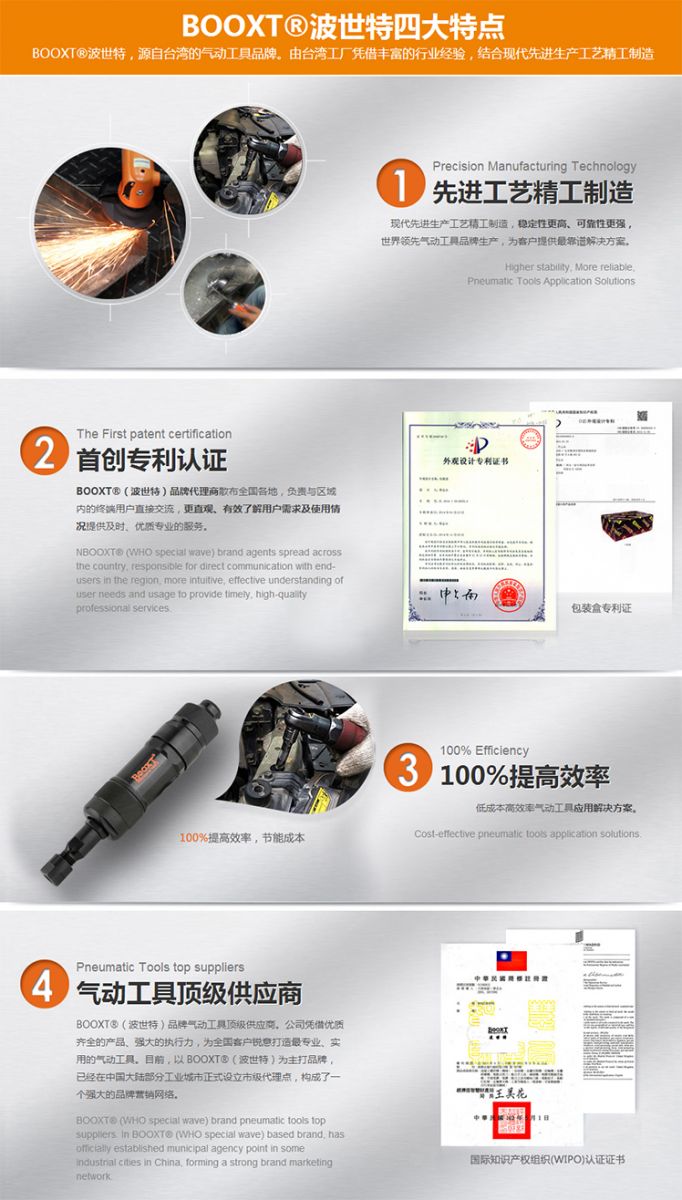 BOOXT®波世特四大特点
BOOXT®波世特，源自台湾的气动工具品牌。由台湾工厂凭借丰富的行业经验，结合现代先进生产工艺精工制造
1
Precision Manufacturing Technology
先进工艺精工制造
现代先进生产工艺精工制造，稳定性更高、可靠性更强，
世界领先气动工具品牌生产，为客户提供最靠谱解决方案。
Higher stability, More reliable,
Pneumatic Tools Application Solutions
2
The First patent certification
首创专利认证
BOOXT®（波世特）品牌代理商散布全国各地，负责与区域
内的终端用户直接交流，更直观、有效了解用户需求及使用情
况提供及时、优质专业的服务。
NBOOXT® (WHO special wave) brand agents spread across
the country, responsible for direct communication with end-
users in the region, more intuitive, effective understanding of
user needs and usage to provide timely, high-quality
professional services.
外观设计专利证书
包装盒专利证
BOOXT
3
100% Efficiency
100%提高效率
低成本高效率气动工具应用解决方案。
Cost-effective pneumatic tools application solutions.
100%提高效率，节能成本
4
Pneumatic Tools top suppliers
气动工具顶级供应商
BOOXT®（波世特）品牌气动工具顶级供应商。公司凭借优质
齐全的产品、强大的执行力，为全国客户锐意打造最专业、实
用的气动工具。目前，以 BOOXT®（波世特）为主打品牌，
已经在中国大陆部分工业城市正式设立市级代理点，构成了一
个强大的品牌营销网络。
BOOXT® (WHO special wave) brand pneumatic tools top
suppliers. In BOOXT® (WHO special wave) based brand, has
officially established municipal agency point in some
industrial cities in China, forming a strong brand marketing
network.
中華民國商標註冊證
BOOXT
波世特
国际知识产权组织(WIPO)认证证书